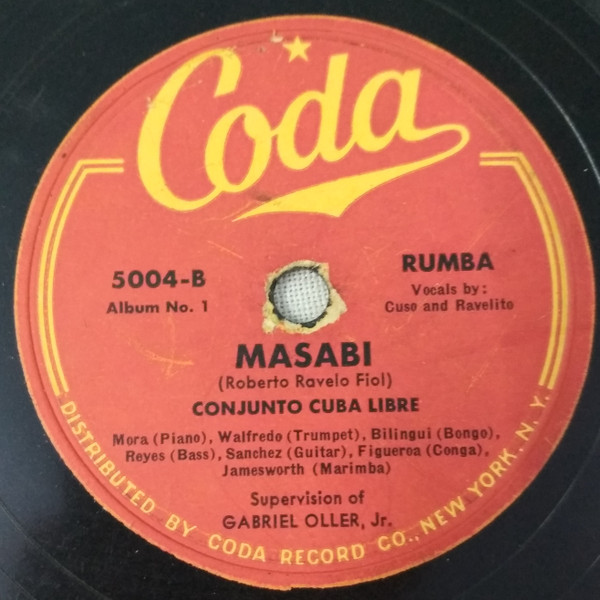 Coda
5004-B
Album No. 1
RUMBA
Vocals by:
Cuso and Ravelito
MASABI
(Roberto Ravelo Fiol)
CONJUNTO CUBA LIBRE
Mora (Piano), Walfredo (Trumpet), Bilingui (Bongo),
Reyes (Bass), Sanchez (Guitar), Figueroa (Conga),
Jamesworth (Marimba)
Supervision of
GABRIEL OLLER, Jr.
DISTRIBUTED BY CODA RECORD CO., NEW YORK. N. Y.